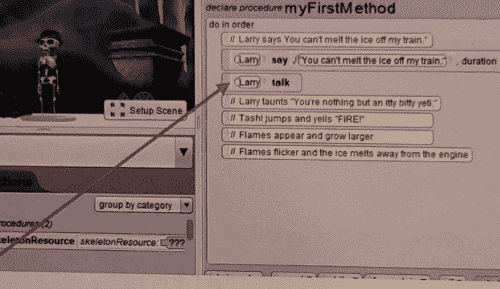 declare procedure myFirstMethod
do in order
// Larry says You can't melt the ice off my train."
Larry say "You can't melt the ice off my train." , duration
Larry talk
// Larry taunts "You're nothing but an itty bitty yeti."
// Tashi jumps and yells "FIRE!"
// Flames appear and grow larger
// Flames flicker and the ice melts away from the engine
Setup Scene
group by category
rocedures (2)
keletonResource skeletonResource: ???